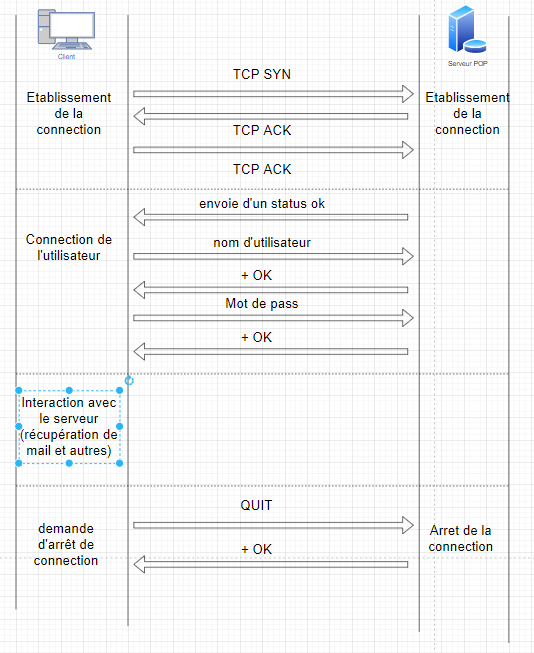 Client
Serveur POP
TCP SYN
Etablissement
de la
connection
Etablissement
de la
connection
TCP ACK
TCP ACK
envoie d'un status ok
Connection de
l'utilisateur
nom d'utilisateur
+ OK
Mot de pass
+ OK
Interaction avec
le serveur
(récupération de
mail et autres)
QUIT
demande
d'arrêt de
connection
Arret de la
connection
+ OK